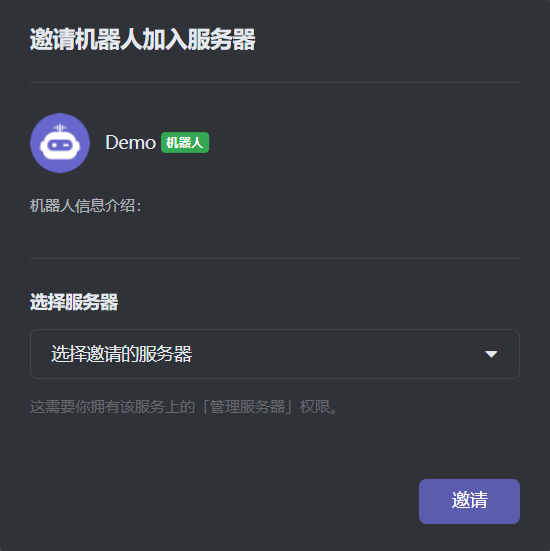 邀请机器人加入服务器
Demo 机器人
机器人信息介绍：
选择服务器
选择邀请的服务器
这需要你拥有该服务上的「管理服务器」权限。
邀请